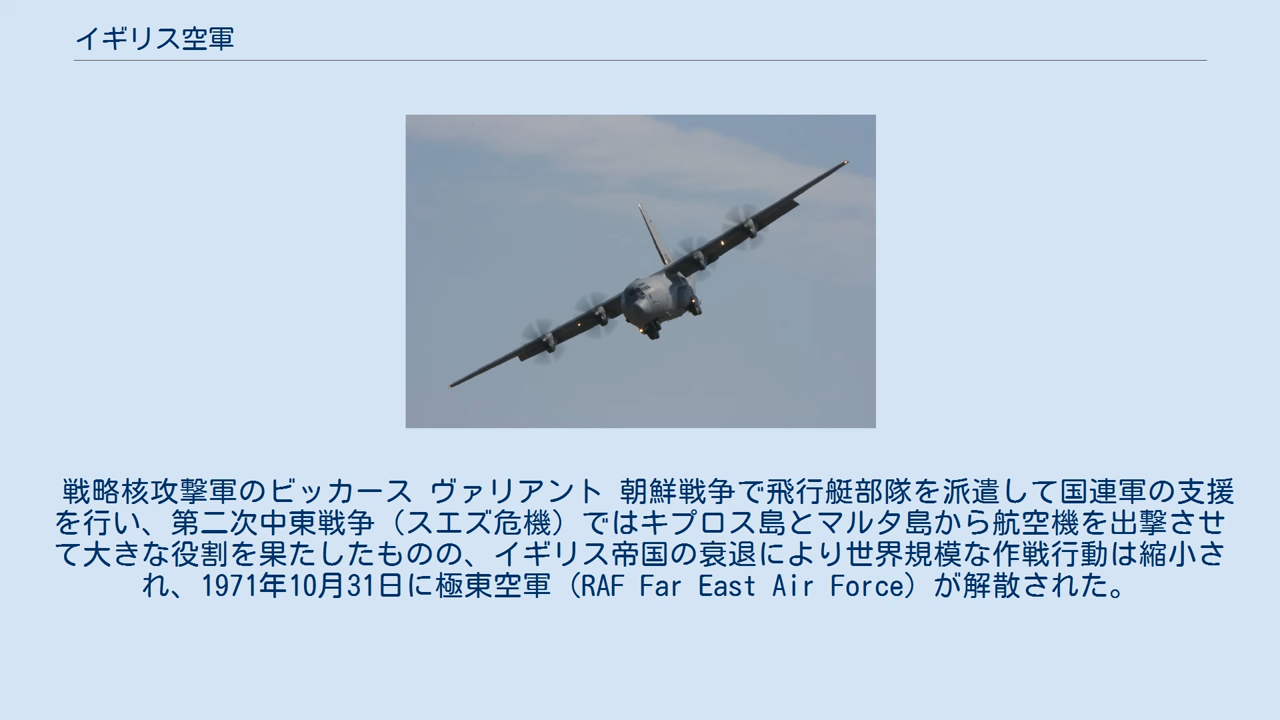 イギリス空軍
戦略核攻撃軍のビッカース ヴァリアント 朝鮮戦争で飛行艇部隊を派遣して国連軍の支援
を行い、第二次中東戦争（スエズ危機）ではキプロス島とマルタ島から航空機を出撃させ
て大きな役割を果たしたものの、イギリス帝国の衰退により世界規模な作戦行動は縮小さ
れ、1971年10月31日に極東空軍（RAF Far East Air Force）が解散された。